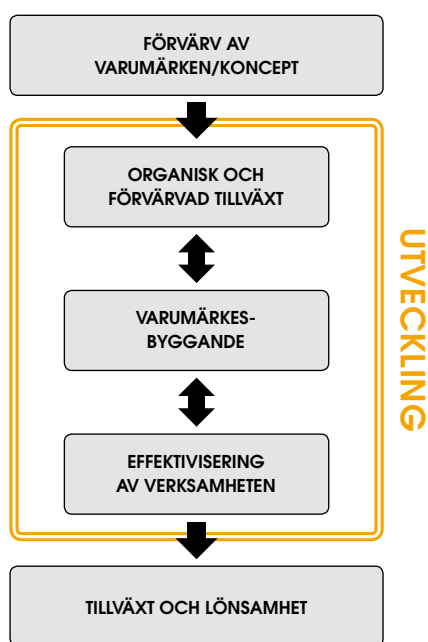 FÖRVÄRV AV
VARUMÄRKEN/KONCEPT
ORGANISK OCH
FÖRVÄRVAD TILLVÄXT
VARUMÄRKES-
BYGGANDE
EFFEKTIVISERING
AV VERKSAMHETEN
UTVECKLING
TILLVÄXT OCH LÖNSAMHET